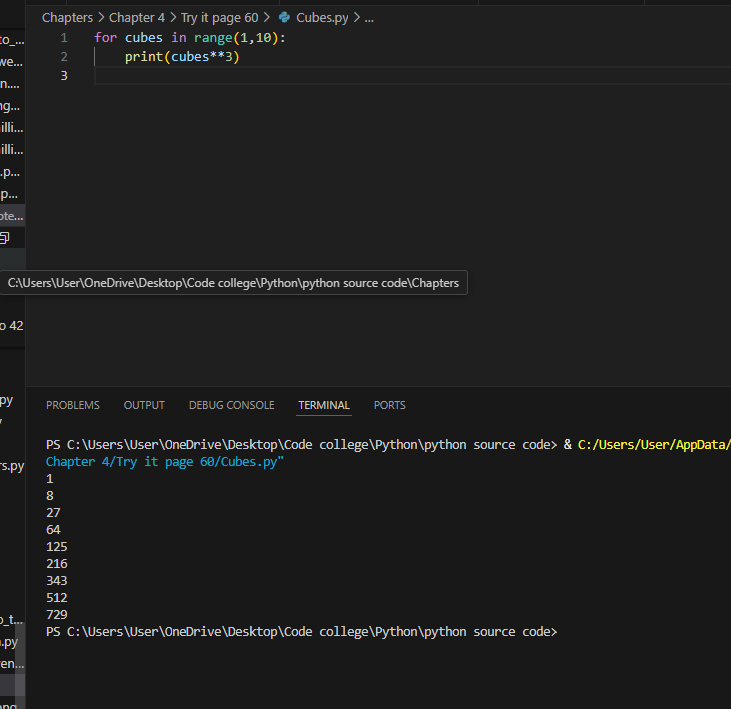 Chapters > Chapter 4 > Try it page 60 > Cubes.py > ...
to_...
1 for cubes in range(1,10):
we...
2 print(cubes**3)
n....
3
ng...
illi...
illi...
.p...
p...
ote...
C:\Users\User\OneDrive\Desktop\Code college\Python\python source code\Chapters
o 42
py
PROBLEMS OUTPUT DEBUG CONSOLE TERMINAL PORTS
PS C:\Users\User\OneDrive\Desktop\Code college\Python\python source code> & C:/Users/User/AppData/
Chapter 4/Try it page 60/Cubes.py"
rs.py
1
8
27
64
125
216
343
512
729
o_t...
PS C:\Users\User\OneDrive\Desktop\Code college\Python\python source code>
.py
en...
ong